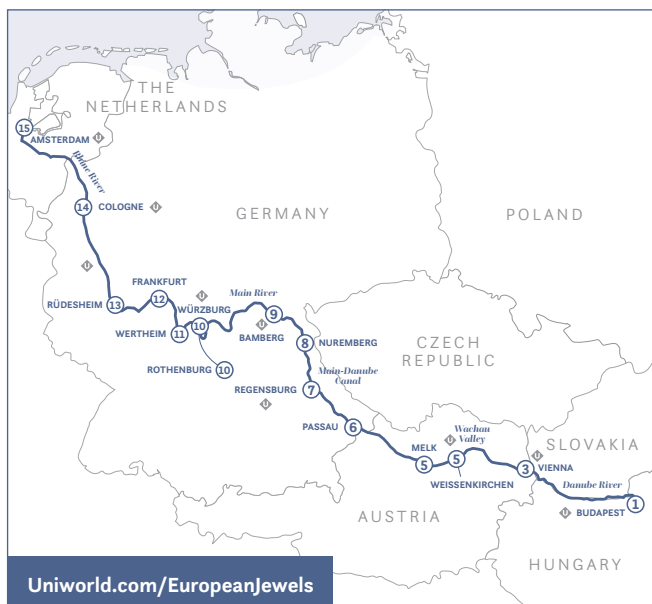 THE
NETHERLANDS
15
AMSTERDAM
U
Rhine River
14
COLOGNE
U
GERMANY
POLAND
U
FRANKFURT
RÜDESHEIM
13
12
U
WÜRZBURG
Main River
WERTHEIM
11
10
9
BAMBERG
U
8
NUREMBERG
CZECH
REPUBLIC
ROTHENBURG
10
Main-Danube
Canal
REGENSBURG
7
U
PASSAU
6
MELK
5
U
Wachau
Valley
5
WEISSENKIRCHEN
SLOVAKIA
U
3
VIENNA
Danube River
1
BUDAPEST
U
AUSTRIA
HUNGARY
Uniworld.com/EuropeanJewels